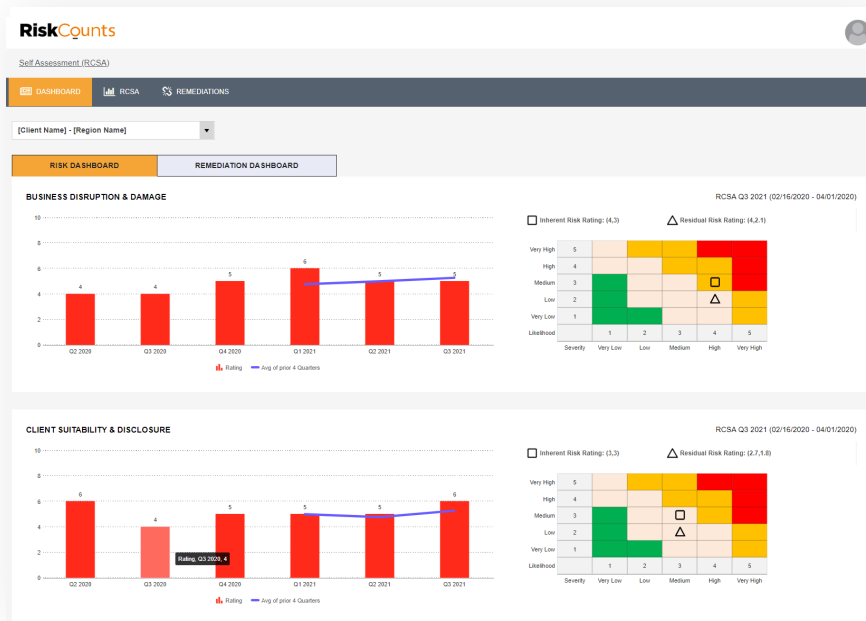 RiskCounts
Self Assessment (RCSA)
DASHBOARD RCSA REMEDIATIONS
[Client Name] - [Region Name]
RISK DASHBOARD REMEDIATION DASHBOARD
BUSINESS DISRUPTION & DAMAGE RCSA Q3 2021 (02/16/2020 - 04/01/2020)
Inherent Risk Rating: (4,3) Residual Risk Rating: (4,2.1)
10
8
6
4
2
0
4 4 5 6 5 5
Q2 2020 Q3 2020 Q4 2020 Q1 2021 Q2 2021 Q3 2021
Rating Avg of prior 4 Quarters
Very High 5
High 4
Medium 3
Low 2
Very Low 1
Likelihood 1 2 3 4 5
Severity Very Low Low Medium High Very High
CLIENT SUITABILITY & DISCLOSURE RCSA Q3 2021 (02/16/2020 - 04/01/2020)
Inherent Risk Rating: (3,3) Residual Risk Rating: (2.7,1.8)
10
8
6
4
2
0
6 4 5 5 5 6
Rating, Q3 2020, 4
Q2 2020 Q3 2020 Q4 2020 Q1 2021 Q2 2021 Q3 2021
Rating Avg of prior 4 Quarters
Very High 5
High 4
Medium 3
Low 2
Very Low 1
Likelihood 1 2 3 4 5
Severity Very Low Low Medium High Very High